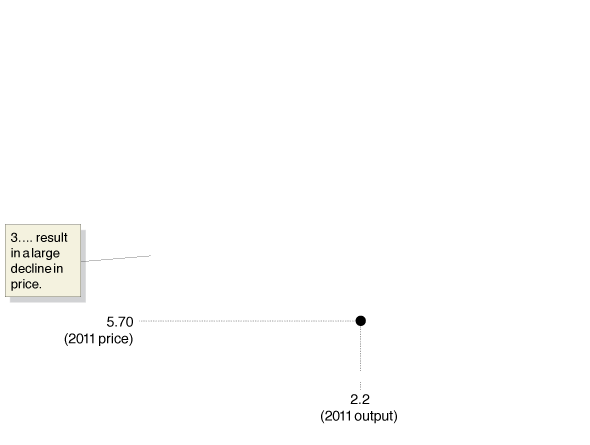 3.... result
in a large
decline in
price.
5.70
(2011 price)
2.2
(2011 output)